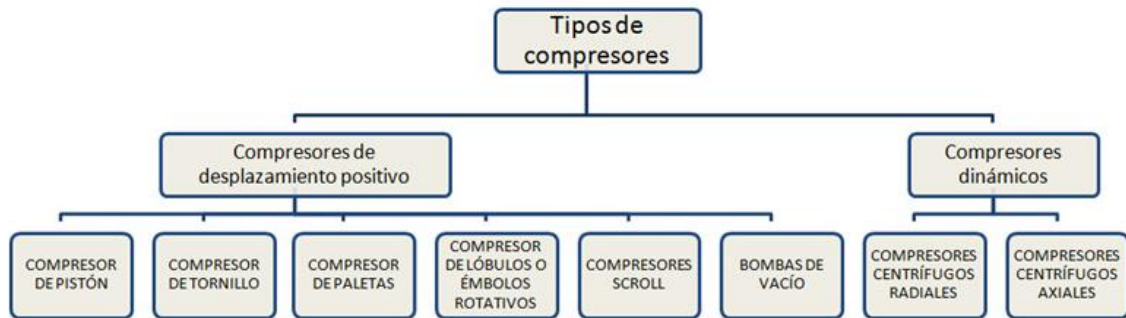 Tipos de
compresores
Compresores de
desplazamiento positivo
Compresores
dinámicos
COMPRESOR
DE PISTÓN
COMPRESOR
DE TORNILLO
COMPRESOR
DE PALETAS
COMPRESOR
DE LÓBULOS O
ÉMBOLOS
ROTATIVOS
COMPRESORES
SCROLL
BOMBAS DE
VACÍO
COMPRESORES
CENTRÍFUGOS
RADIALES
COMPRESORES
CENTRÍFUGOS
AXIALES